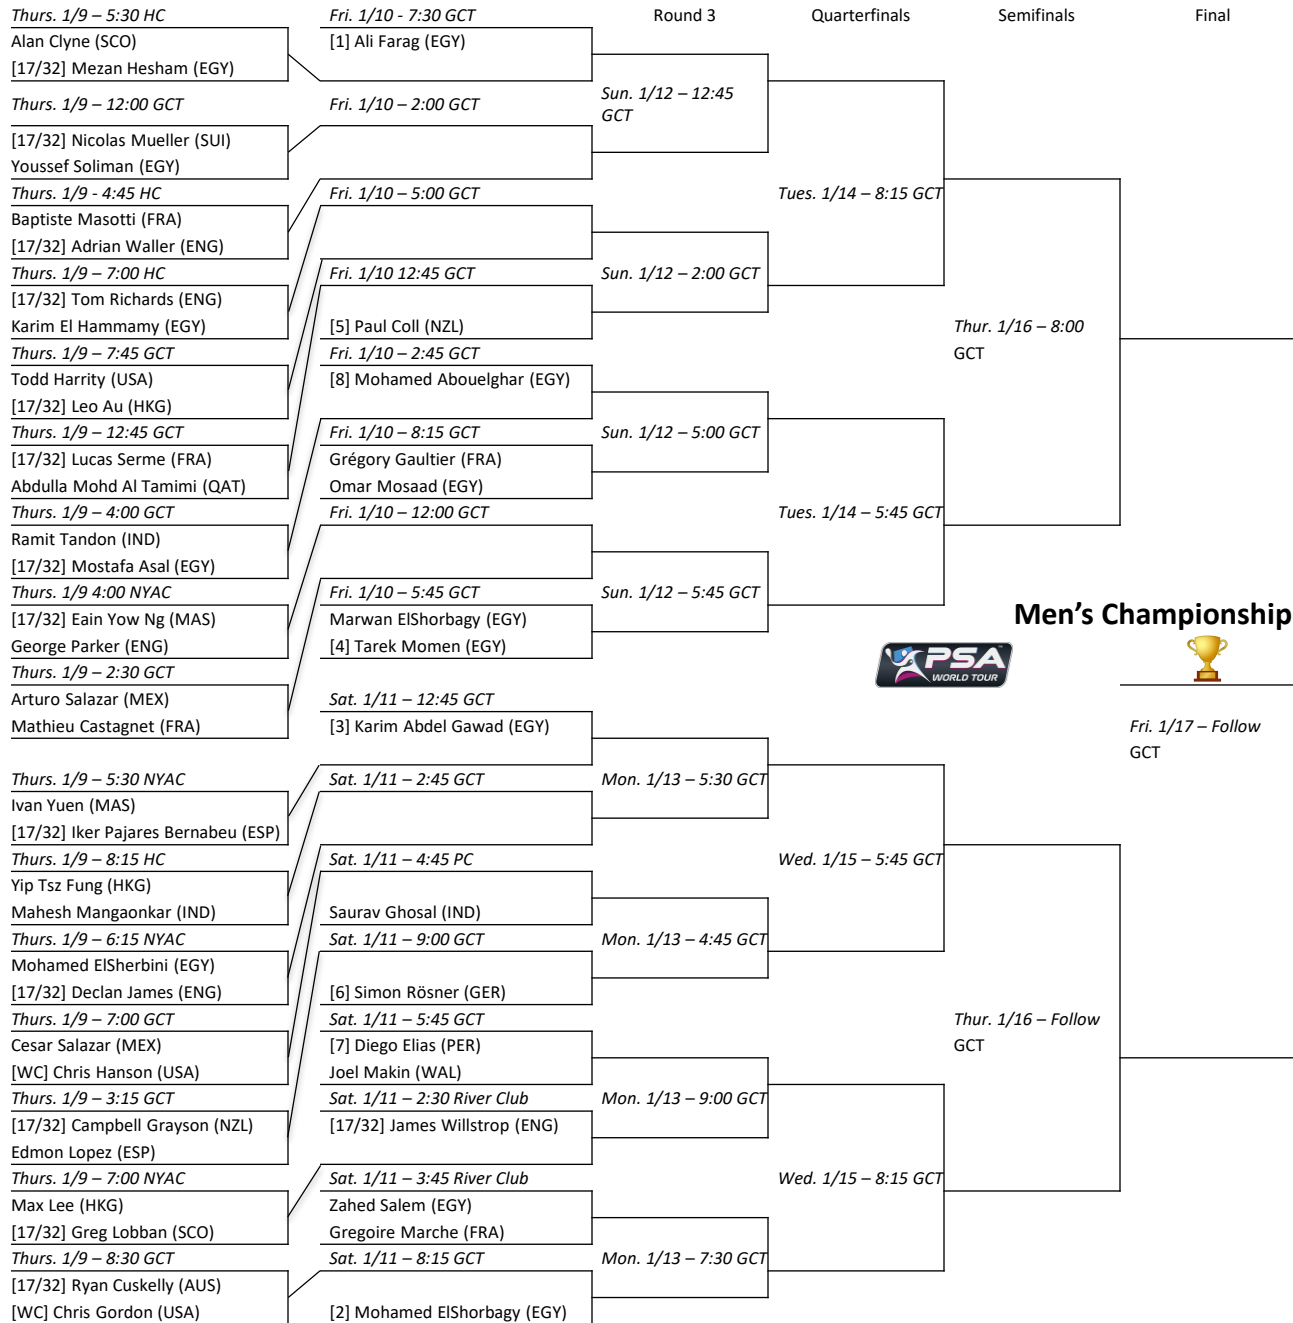 Thurs. 1/9 – 5:30 HC
Alan Clyne (SCO)
[17/32] Mezan Hesham (EGY)
Thurs. 1/9 – 12:00 GCT
[17/32] Nicolas Mueller (SUI)
Youssef Soliman (EGY)
Thurs. 1/9 - 4:45 HC
Baptiste Masotti (FRA)
[17/32] Adrian Waller (ENG)
Thurs. 1/9 – 7:00 HC
[17/32] Tom Richards (ENG)
Karim El Hammamy (EGY)
Thurs. 1/9 – 7:45 GCT
Todd Harrity (USA)
[17/32] Leo Au (HKG)
Thurs. 1/9 – 12:45 GCT
[17/32] Lucas Serme (FRA)
Abdulla Mohd Al Tamimi (QAT)
Thurs. 1/9 – 4:00 GCT
Ramit Tandon (IND)
[17/32] Mostafa Asal (EGY)
Thurs. 1/9 4:00 NYAC
[17/32] Eain Yow Ng (MAS)
George Parker (ENG)
Thurs. 1/9 – 2:30 GCT
Arturo Salazar (MEX)
Mathieu Castagnet (FRA)
Thurs. 1/9 – 5:30 NYAC
Ivan Yuen (MAS)
[17/32] Iker Pajares Bernabeu (ESP)
Thurs. 1/9 – 8:15 HC
Yip Tsz Fung (HKG)
Mahesh Mangaonkar (IND)
Thurs. 1/9 – 6:15 NYAC
Mohamed ElSherbini (EGY)
[17/32] Declan James (ENG)
Thurs. 1/9 – 7:00 GCT
Cesar Salazar (MEX)
[WC] Chris Hanson (USA)
Thurs. 1/9 – 3:15 GCT
[17/32] Campbell Grayson (NZL)
Edmon Lopez (ESP)
Thurs. 1/9 – 7:00 NYAC
Max Lee (HKG)
[17/32] Greg Lobban (SCO)
Thurs. 1/9 – 8:30 GCT
[17/32] Ryan Cuskelly (AUS)
[WC] Chris Gordon (USA)
Fri. 1/10 - 7:30 GCT
[1] Ali Farag (EGY)
Fri. 1/10 – 2:00 GCT
Fri. 1/10 – 5:00 GCT
Fri. 1/10 12:45 GCT
[5] Paul Coll (NZL)
Fri. 1/10 – 2:45 GCT
[8] Mohamed Abouelghar (EGY)
Fri. 1/10 – 8:15 GCT
Grégory Gaultier (FRA)
Omar Mosaad (EGY)
Fri. 1/10 – 12:00 GCT
Fri. 1/10 – 5:45 GCT
Marwan ElShorbagy (EGY)
[4] Tarek Momen (EGY)
Sat. 1/11 – 12:45 GCT
[3] Karim Abdel Gawad (EGY)
Sat. 1/11 – 2:45 GCT
Sat. 1/11 – 4:45 PC
Saurav Ghosal (IND)
Sat. 1/11 – 9:00 GCT
[6] Simon Rösner (GER)
Sat. 1/11 – 5:45 GCT
[7] Diego Elias (PER)
Joel Makin (WAL)
Sat. 1/11 – 2:30 River Club
[17/32] James Willstrop (ENG)
Sat. 1/11 – 3:45 River Club
Zahed Salem (EGY)
Gregoire Marche (FRA)
Sat. 1/11 – 8:15 GCT
[2] Mohamed ElShorbagy (EGY)
Round 3
Sun. 1/12 – 12:45
GCT
Sun. 1/12 – 2:00 GCT
Sun. 1/12 – 5:00 GCT
Sun. 1/12 – 5:45 GCT
Mon. 1/13 – 5:30 GCT
Mon. 1/13 – 4:45 GCT
Mon. 1/13 – 9:00 GCT
Mon. 1/13 – 7:30 GCT
Quarterfinals
Tues. 1/14 – 8:15 GCT
Tues. 1/14 – 5:45 GCT
Wed. 1/15 – 5:45 GCT
Wed. 1/15 – 8:15 GCT
Semifinals
Thur. 1/16 – 8:00
GCT
Thur. 1/16 – Follow
GCT
Final
Men's Championship
PSA
WORLD TOUR
Fri. 1/17 – Follow
GCT